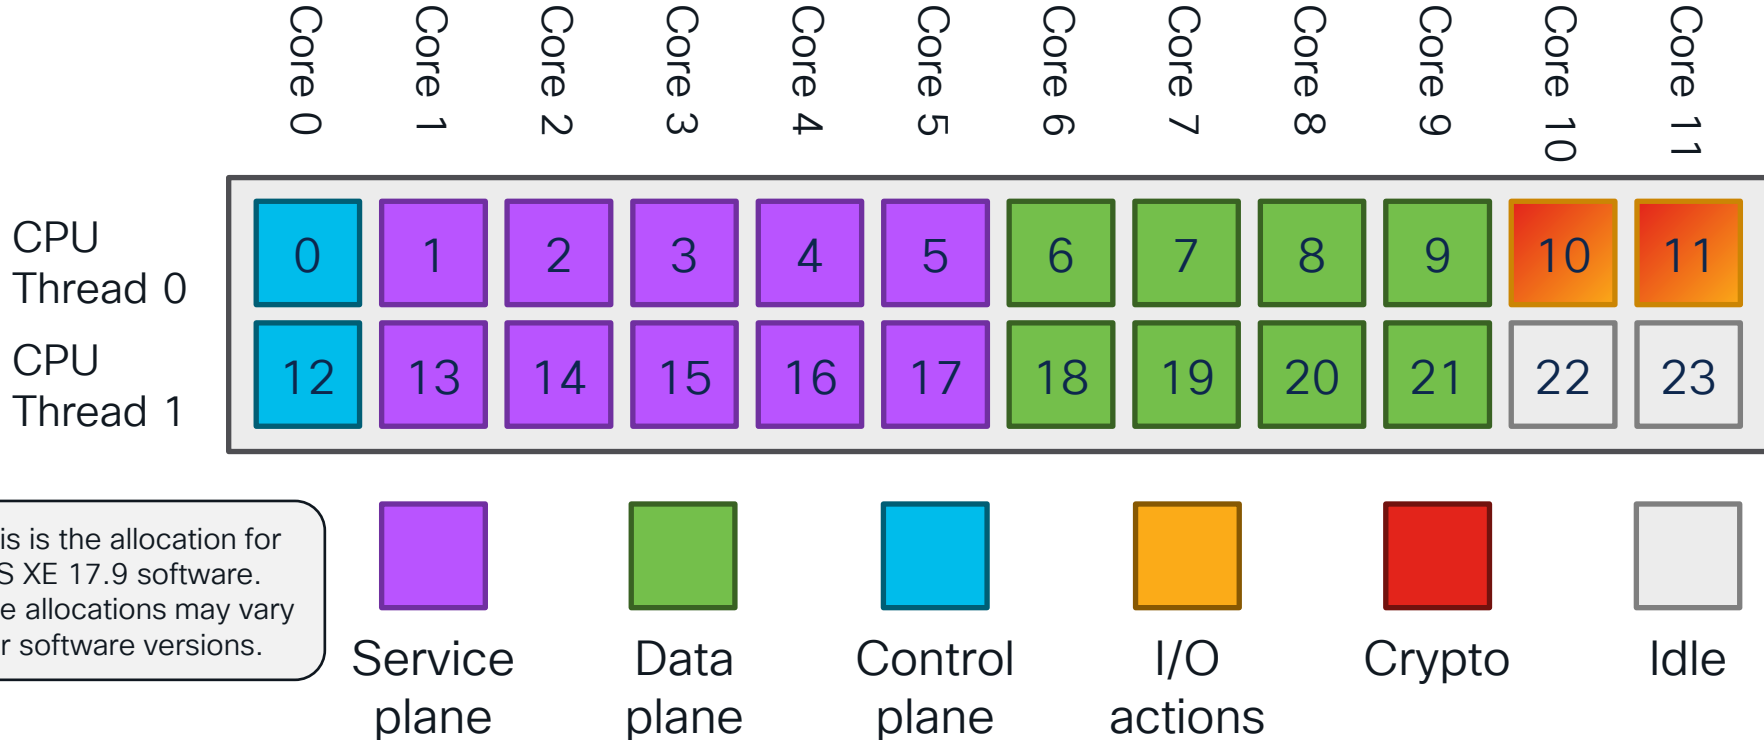 Core 0
Core 1
Core 2
Core 3
Core 4
Core 5
Core 6
Core 7
Core 8
Core 9
Core 10
Core 11
CPU
Thread 0
0 1 2 3 4 5 6 7 8 9 10 11
CPU
Thread 1
12 13 14 15 16 17 18 19 20 21 22 23
is is the allocation for
S XE 17.9 software.
e allocations may vary
r software versions.
Service
plane
Data
plane
Control
plane
I/O
actions
Crypto
Idle